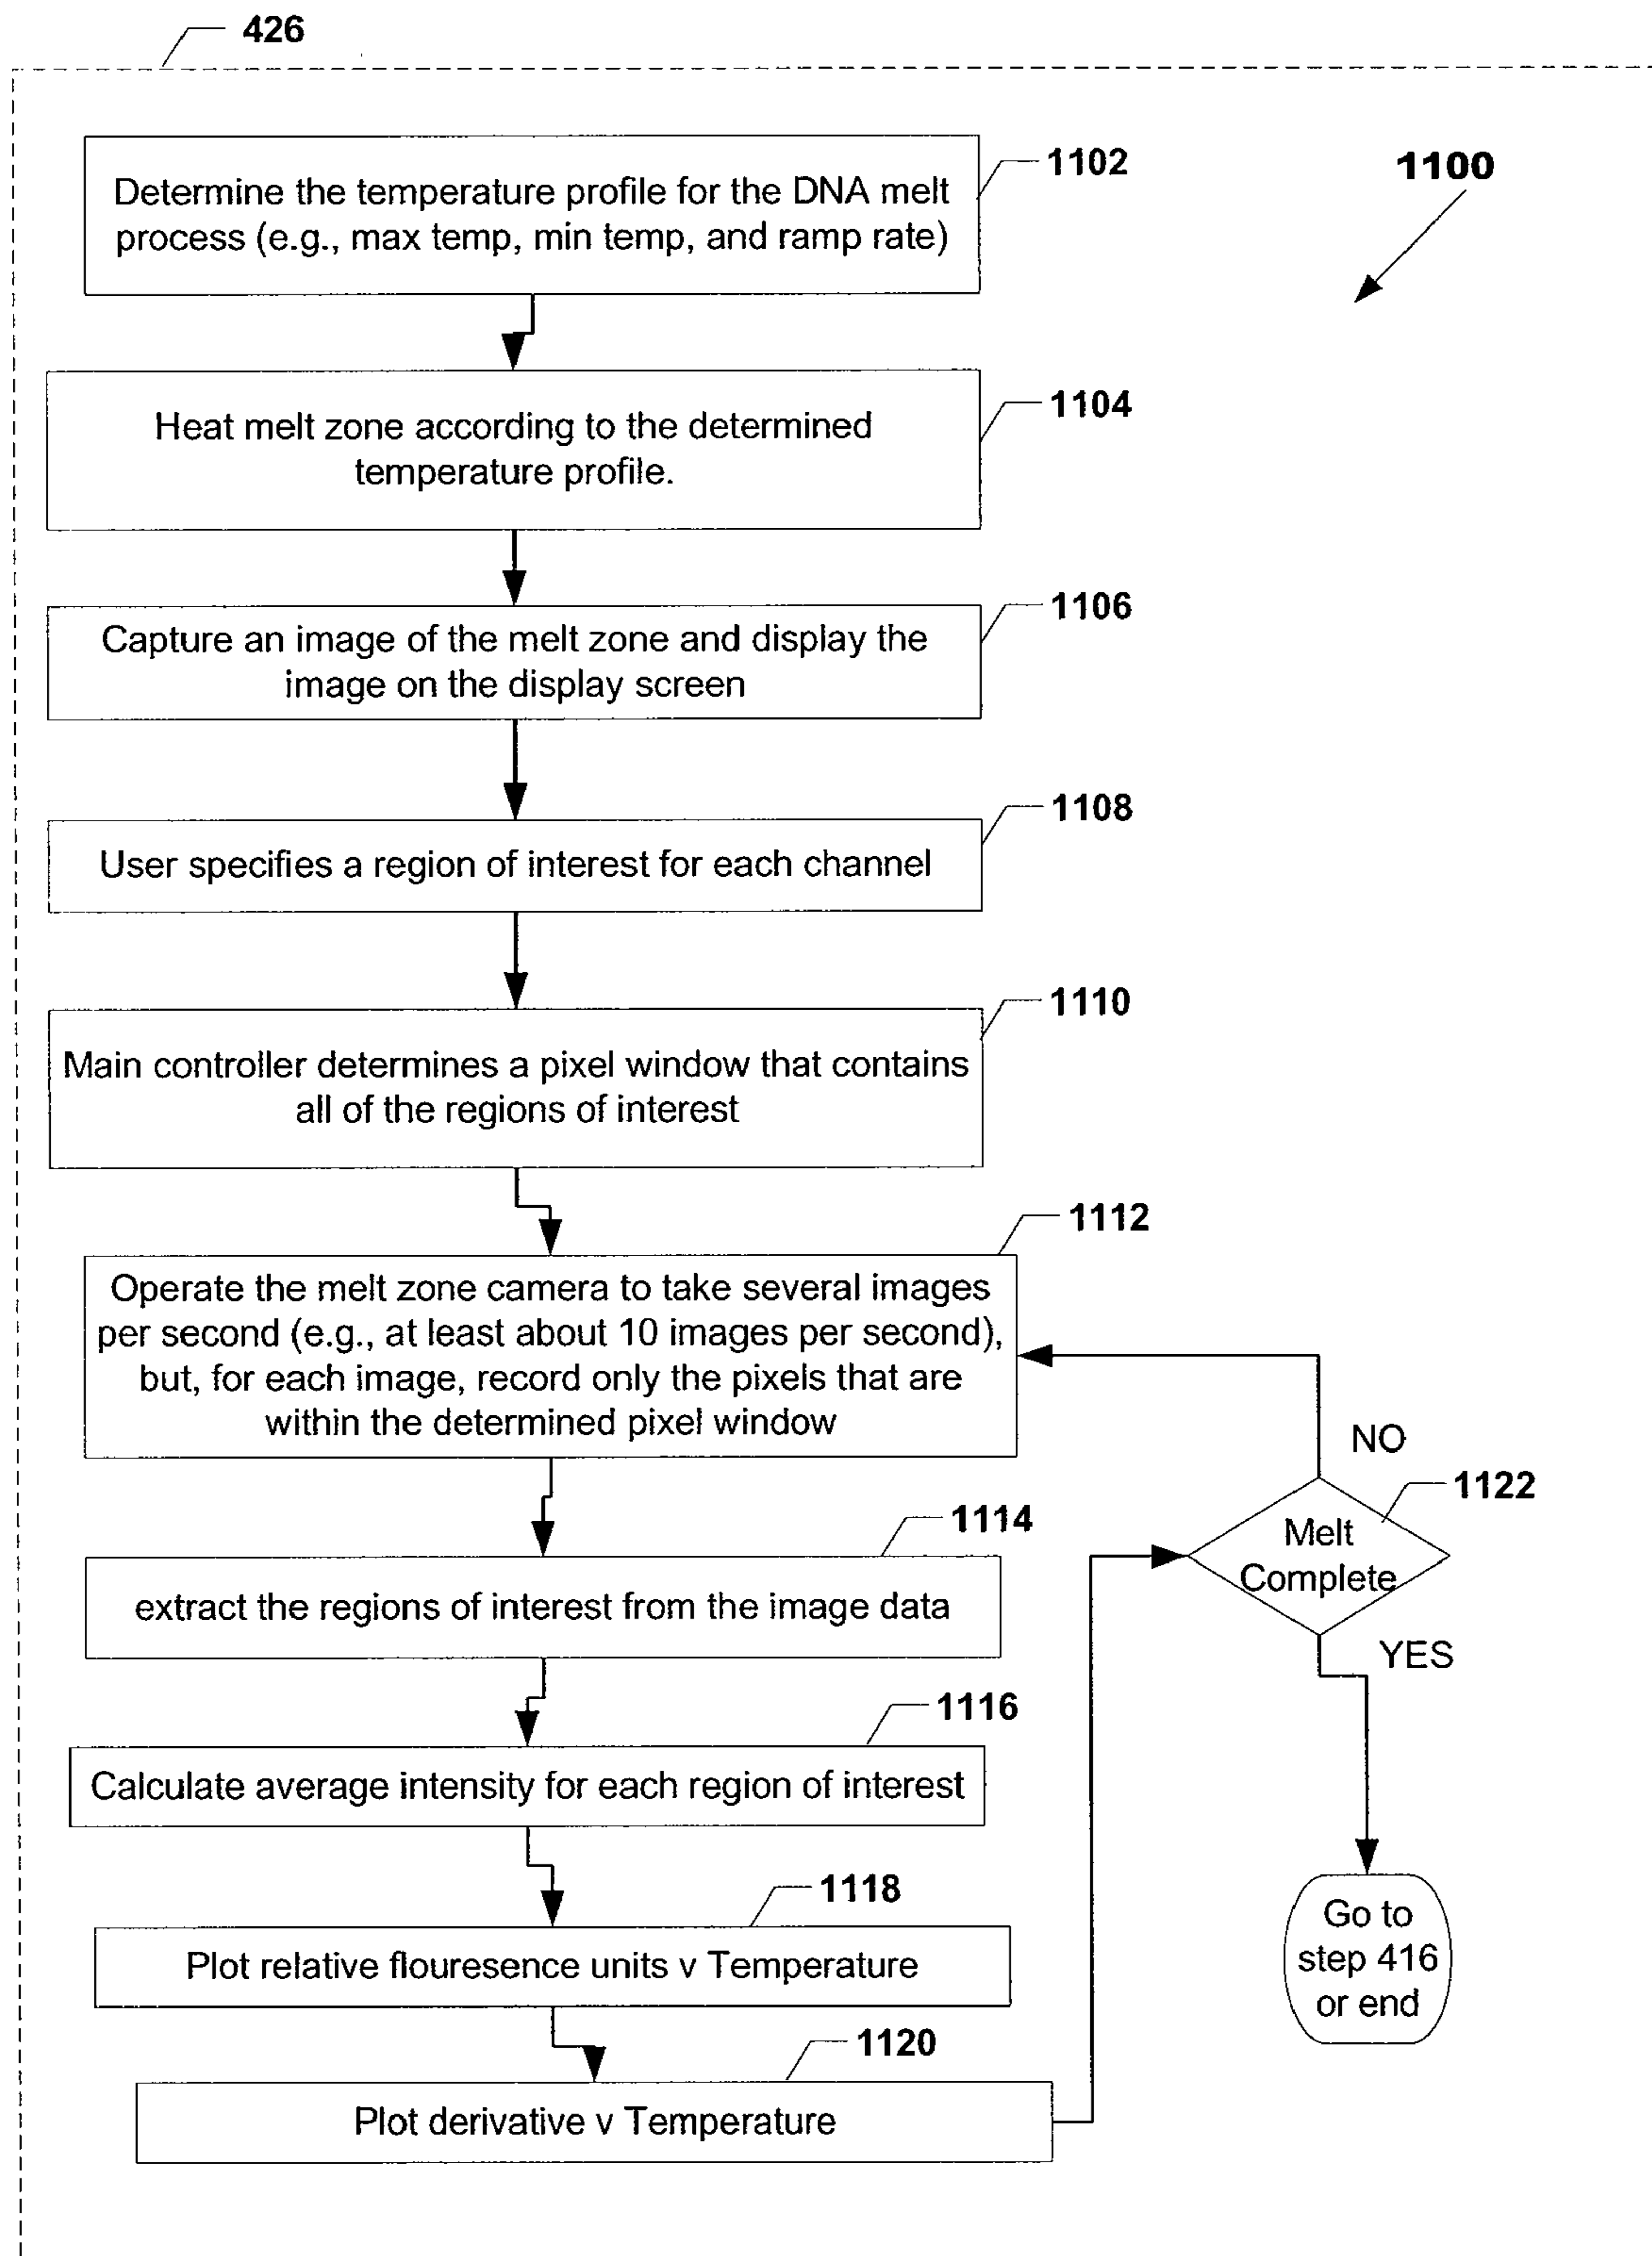 426
1100
1102
Determine the temperature profile for the DNA melt
process (e.g., max temp, min temp, and ramp rate)
1104
Heat melt zone according to the determined
temperature profile.
1106
Capture an image of the melt zone and display the
image on the display screen
1108
User specifies a region of interest for each channel
1110
Main controller determines a pixel window that contains
all of the regions of interest
1112
Operate the melt zone camera to take several images
per second (e.g., at least about 10 images per second),
but, for each image, record only the pixels that are
within the determined pixel window
1114
extract the regions of interest from the image data
1116
Calculate average intensity for each region of interest
1118
Plot relative flouresence units v Temperature
1120
Plot derivative v Temperature
NO
1122
Melt
Complete
YES
Go to
step 416
or end